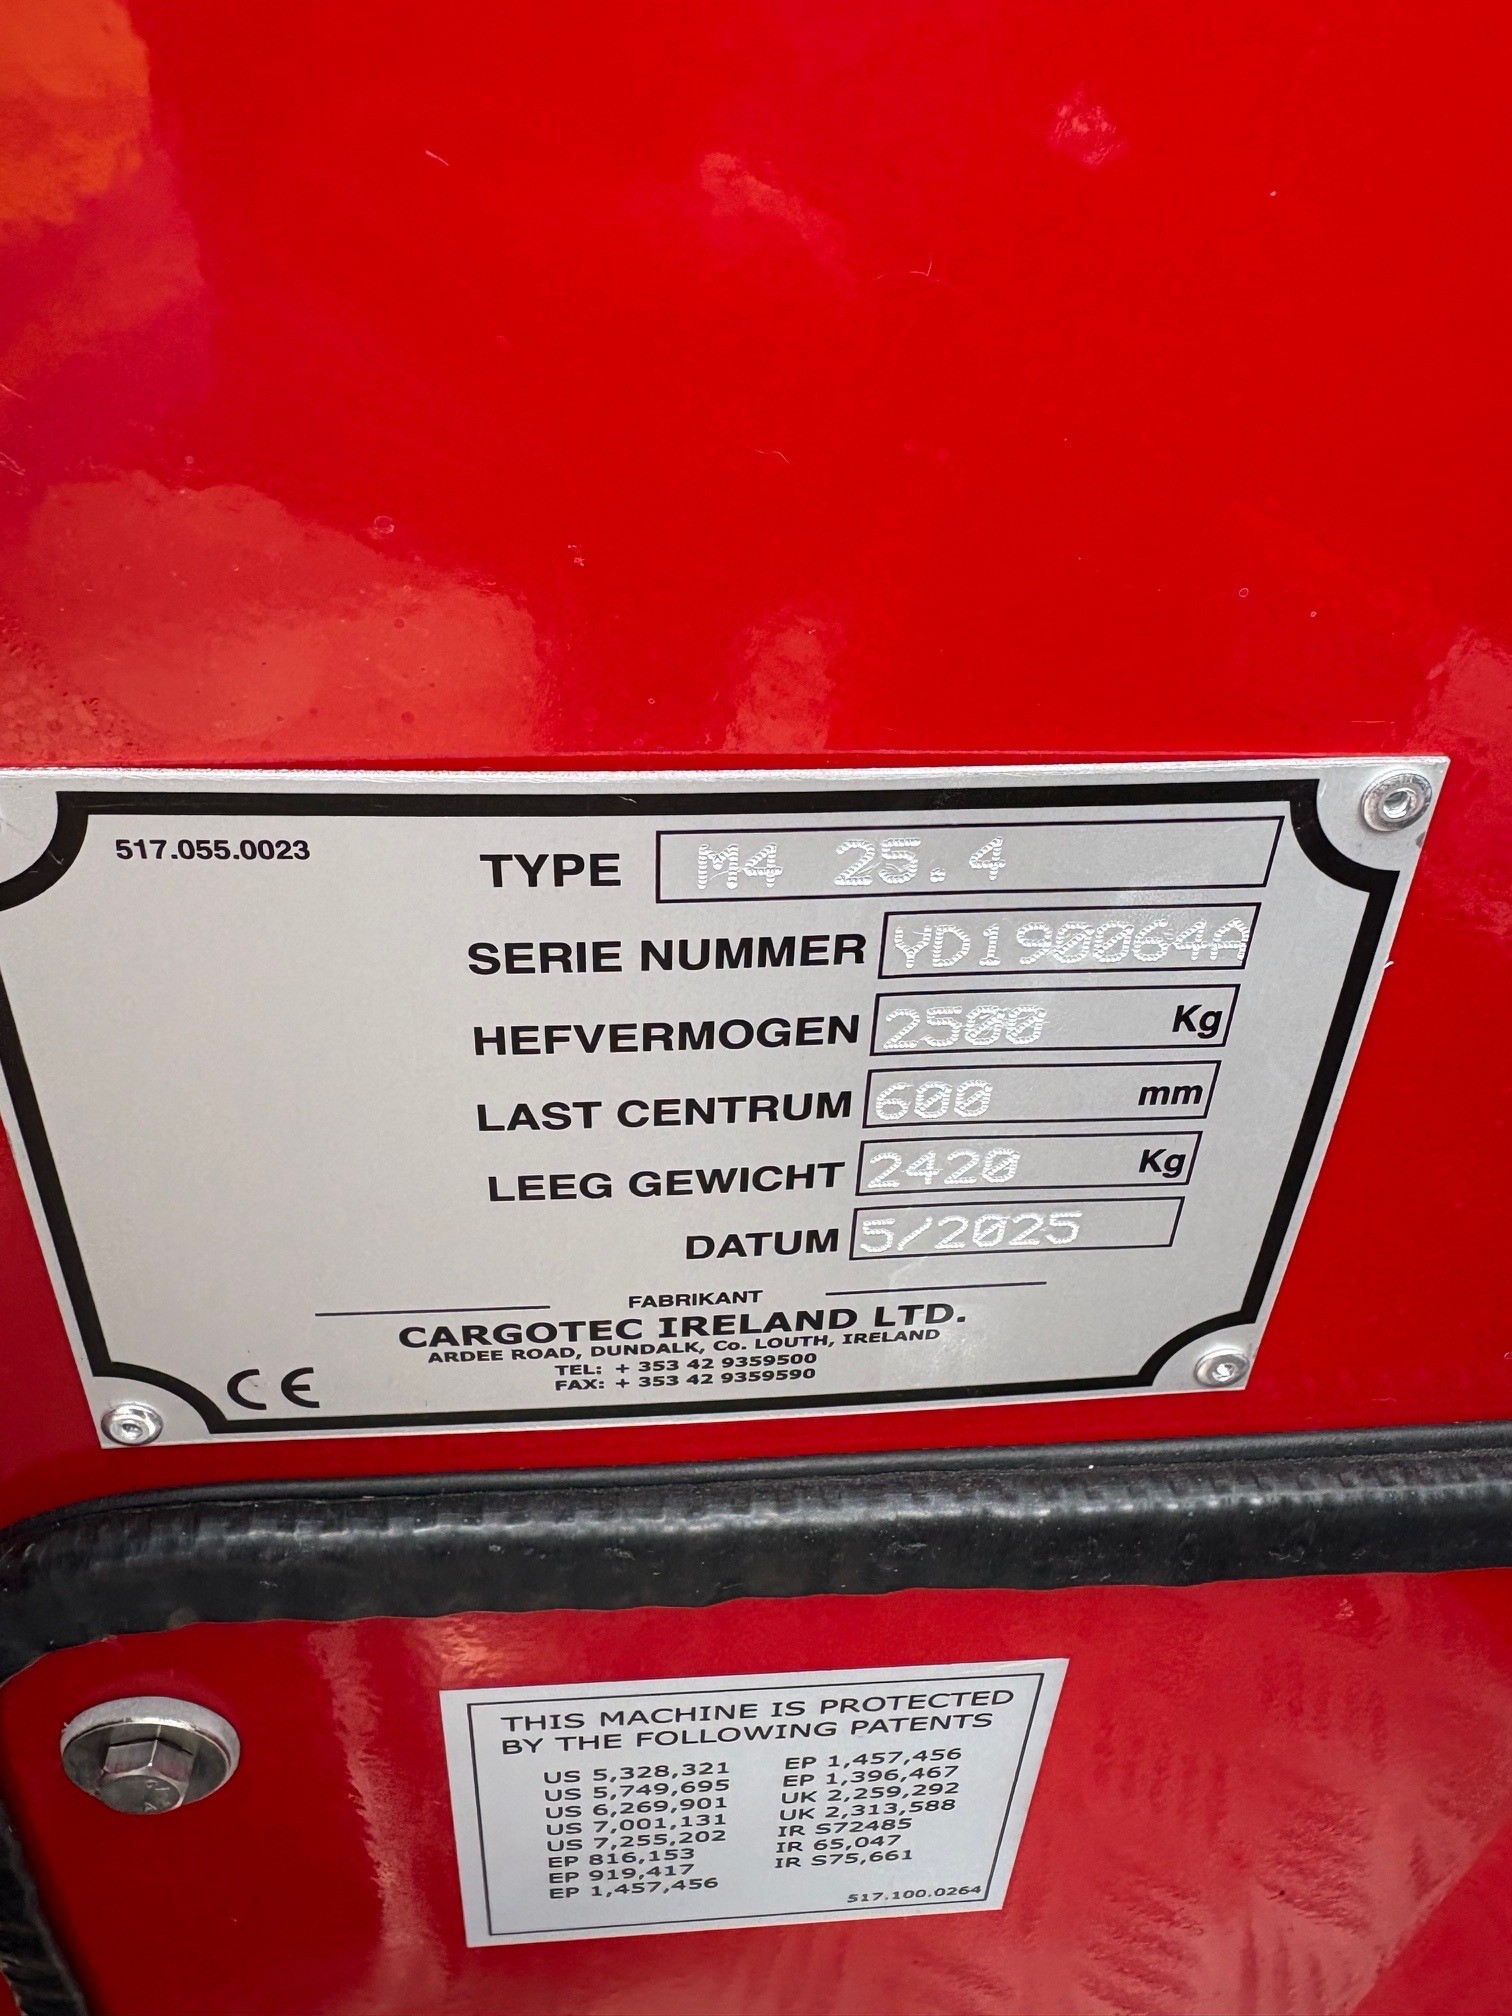 517.055.0023
TYPE M4 25.4
SERIE NUMMER YD190064A
HEFVERMOGEN 2500 Kg
LAST CENTRUM 600 mm
LEEG GEWICHT 2420 Kg
DATUM 5/2025
FABRIKANT
CARGOTEC IRELAND LTD.
ARDEE ROAD, DUNDALK, Co. LOUTH, IRELAND
TEL: + 353 42 9359500
FAX: + 353 42 9359590
CE
THIS MACHINE IS PROTECTED
BY THE FOLLOWING PATENTS
US 5,328,321 EP 1,457,456
US 5,749,695 EP 1,396,467
US 6,269,901 UK 2,259,292
US 7,001,131 UK 2,313,588
US 7,255,202 IR S72485
EP 816,153 IR 65,047
EP 919,417 IR S75,661
EP 1,457,456
517.100.0264